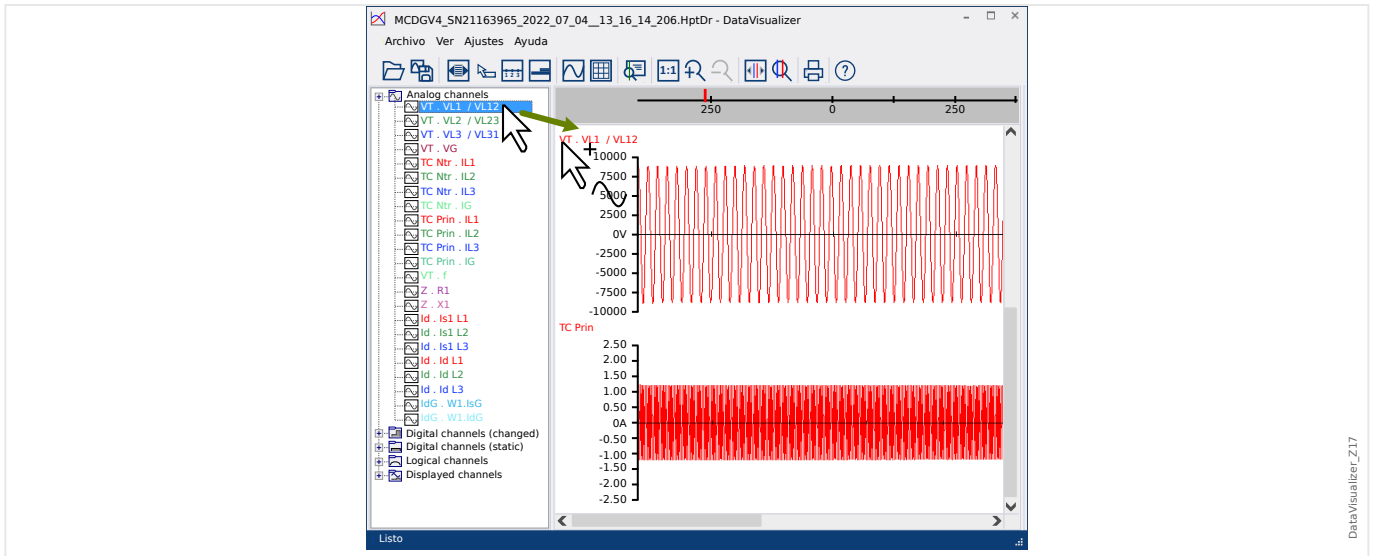 MCDGV4_SN21163965_2022_07_04__13_16_14_206.HptDr - DataVisualizer
Archivo Ver Ajustes Ayuda
1:1
Analog channels
VT . VL1 / VL12
VT . VL2 / VL23
VT . VL3 / VL31
VT . VG
TC Ntr . IL1
TC Ntr . IL2
TC Ntr . IL3
TC Ntr . IG
TC Prin . IL1
TC Prin . IL2
TC Prin . IL3
TC Prin . IG
VT . f
Z . R1
Z . X1
Id . Is1 L1
Id . Is1 L2
Id . Is1 L3
Id . Id L1
Id . Id L2
Id . Id L3
IdG . W1.IsG
IdG . W1.IdG
Digital channels (changed)
Digital channels (static)
Logical channels
Displayed channels
250
0
250
VT . VL1 / VL12
10000
7500
5000
2500
0V
-2500
-5000
-7500
-10000
TC Prin
2.50
2.00
1.50
1.00
0.50
0A
-0.50
-1.00
-1.50
-2.00
-2.50
Listo
DataVisualizer_Z17